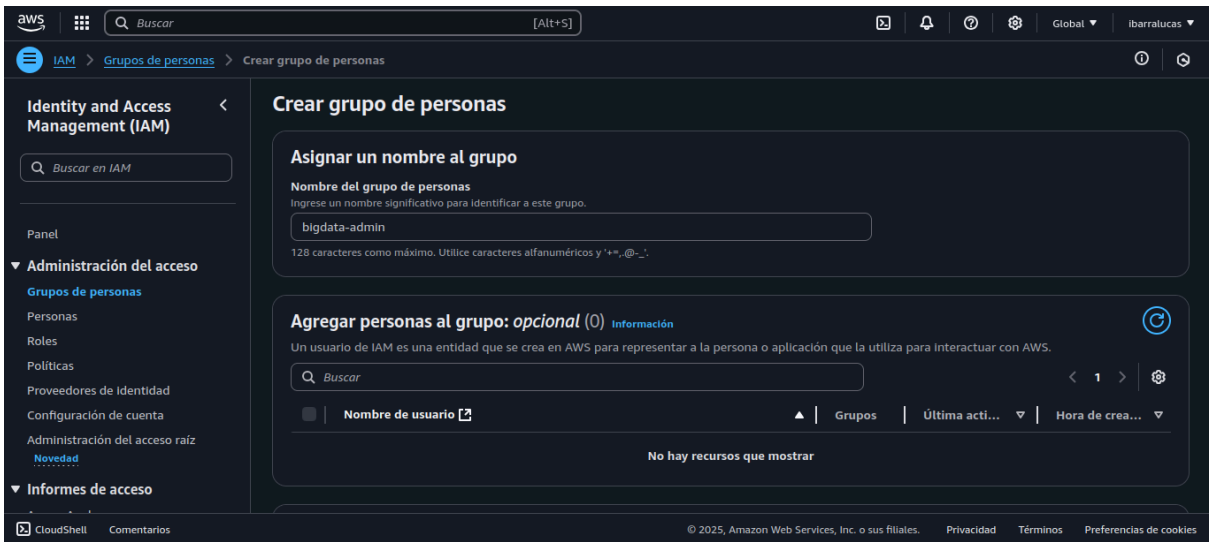 aws
Buscar [Alt+S]
Global ▼
ibarralucas ▼
IAM > Grupos de personas > Crear grupo de personas
Identity and Access
Management (IAM)
Buscar en IAM
Panel
Administración del acceso
Grupos de personas
Personas
Roles
Políticas
Proveedores de identidad
Configuración de cuenta
Administración del acceso raíz
Novedad
Informes de acceso
Crear grupo de personas
Asignar un nombre al grupo
Nombre del grupo de personas
Ingrese un nombre significativo para identificar a este grupo.
bigdata-admin
128 caracteres como máximo. Utilice caracteres alfanuméricos y '+=,.@-_'.
Agregar personas al grupo: opcional (0) Información
Un usuario de IAM es una entidad que se crea en AWS para representar a la persona o aplicación que la utiliza para interactuar con AWS.
Buscar
< 1 >
Nombre de usuario Grupos Última acti... Hora de crea...
No hay recursos que mostrar
CloudShell Comentarios © 2025, Amazon Web Services, Inc. o sus filiales. Privacidad Términos Preferencias de cookies